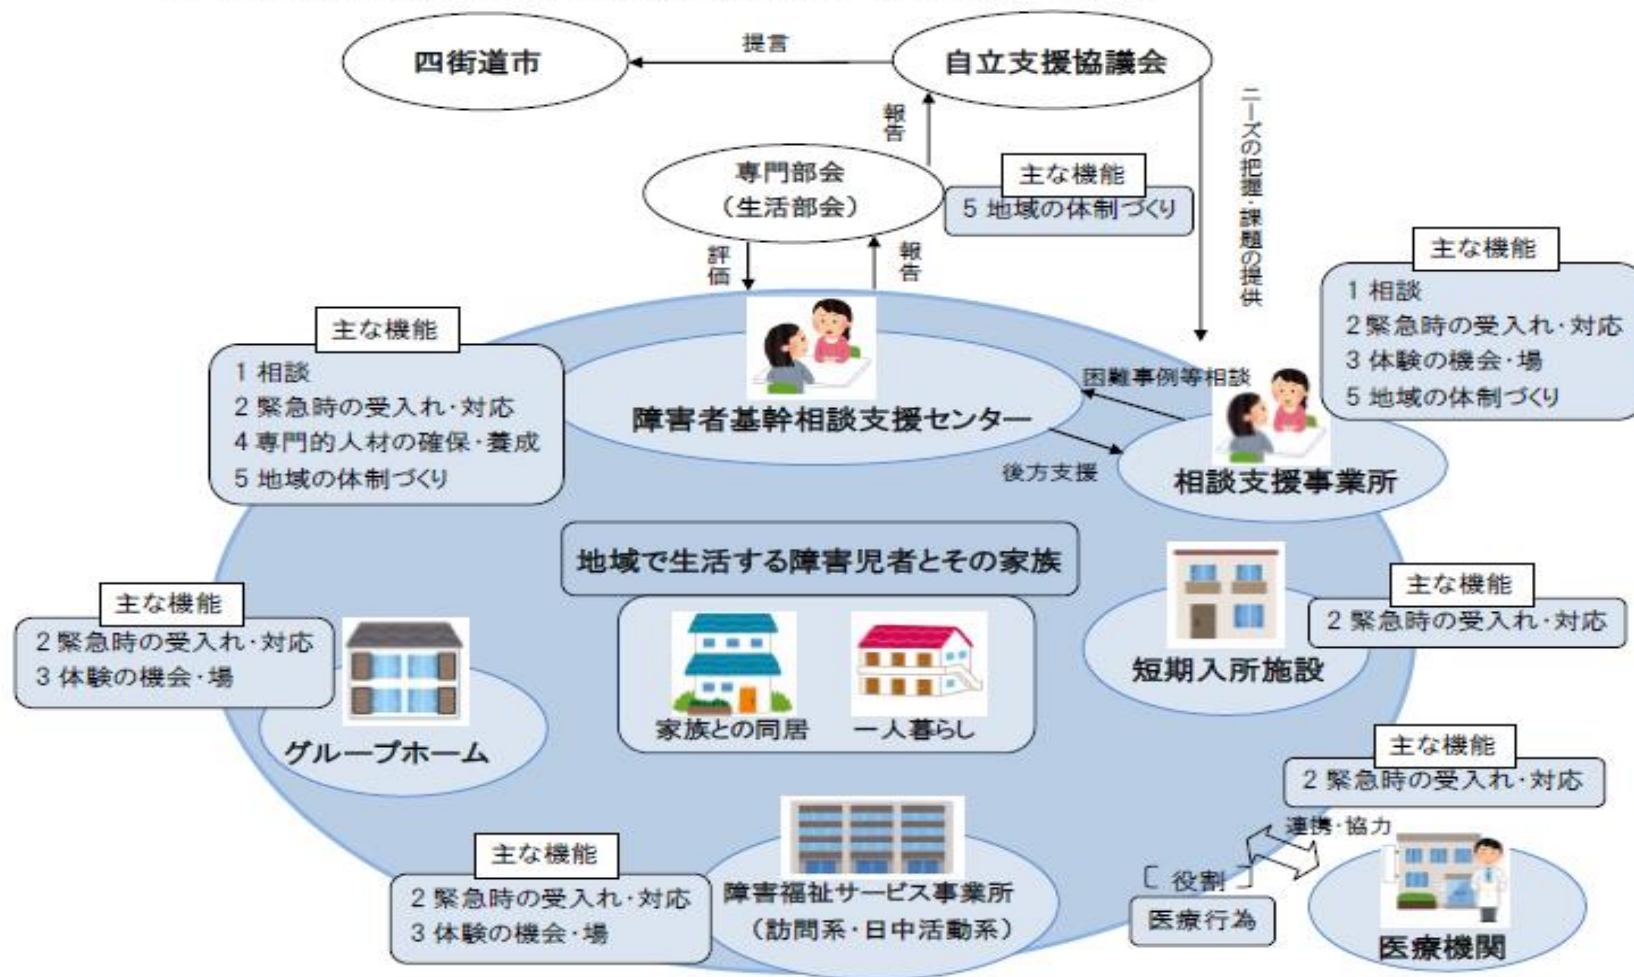 四街道市
提言
自立支援協議会
報告
ニーズの把握・課題の提供
専門部会
（生活部会）
主な機能
5 地域の体制づくり
評価
報告
主な機能
1 相談
2 緊急時の受入れ・対応
3 体験の機会・場
5 地域の体制づくり
主な機能
1 相談
2 緊急時の受入れ・対応
4 専門的人材の確保・養成
5 地域の体制づくり
障害者基幹相談支援センター
困難事例等相談
後方支援
相談支援事業所
地域で生活する障害児者とその家族
家族との同居
一人暮らし
主な機能
2 緊急時の受入れ・対応
3 体験の機会・場
グループホーム
主な機能
2 緊急時の受入れ・対応
短期入所施設
主な機能
2 緊急時の受入れ・対応
3 体験の機会・場
障害福祉サービス事業所
（訪問系・日中活動系）
主な機能
2 緊急時の受入れ・対応
連携・協力
［ 役割 ］
医療行為
医療機関